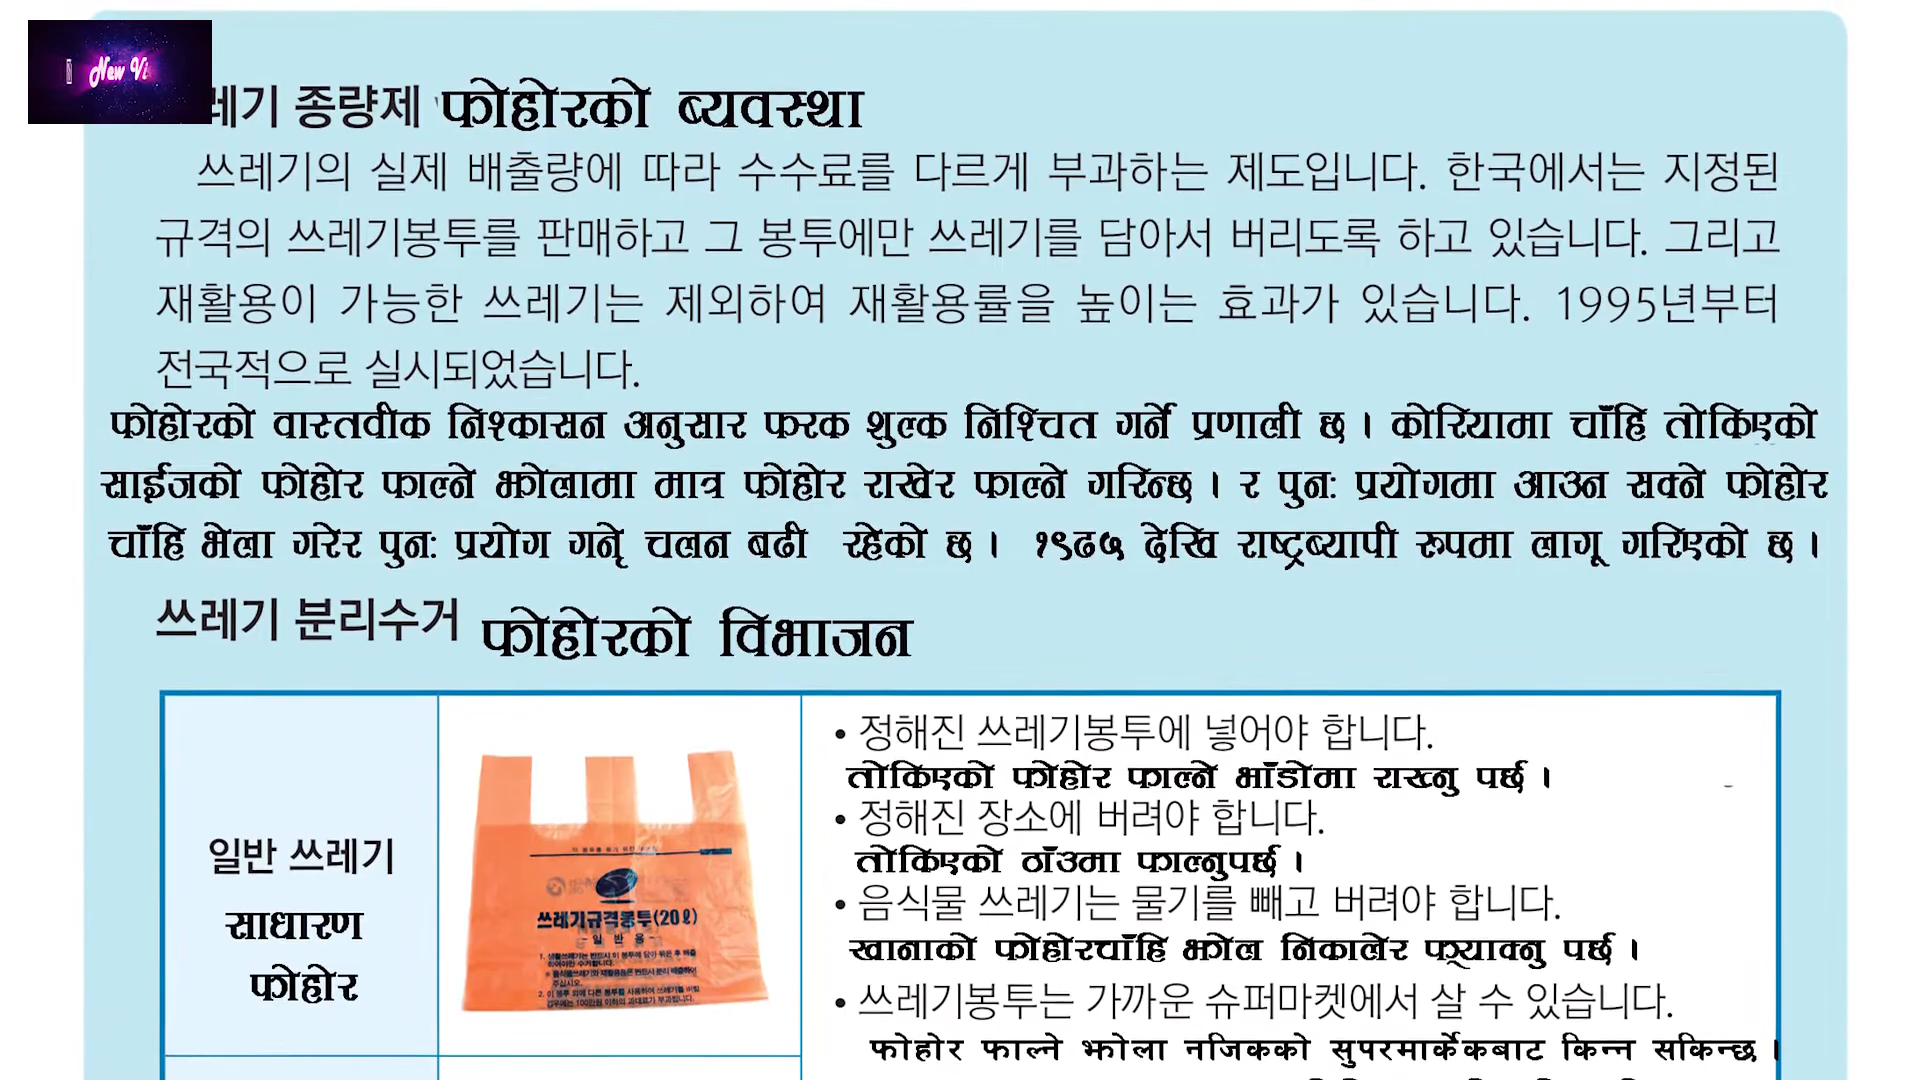 New Vi
레기 종량제 फोहोरको ब्यवस्था
쓰레기의 실제 배출량에 따라 수수료를 다르게 부과하는 제도입니다. 한국에서는 지정된
규격의 쓰레기봉투를 판매하고 그 봉투에만 쓰레기를 담아서 버리도록 하고 있습니다. 그리고
재활용이 가능한 쓰레기는 제외하여 재활용률을 높이는 효과가 있습니다. 1995년부터
전국적으로 실시되었습니다.
फोहोरको वास्तवीक निश्कासन अनुसार फरक शुल्क निश्चित गर्ने प्रणाली छ । कोरियामा चाँहि तोकिएको
साईजको फोहोर फाल्ने झोलामा मात्र फोहोर राखेर फाल्ने गरिन्छ । र पुनः प्रयोगमा आउन सक्ने फोहोर
चाँहि भेला गरेर पुनः प्रयोग गर्नृे चलन बढी रहेको छ । १९९५ देखि राष्ट्रब्यापी रुपमा लागू गरिएको छ ।
쓰레기 분리수거 फोहोरको विभाजन
일반 쓰레기
साधारण
फोहोर
쓰레기규격봉투(20ℓ)
-일 반 용-
• 정해진 쓰레기봉투에 넣어야 합니다.
तोकिएको फोहोर फाल्ने भाँडोमा राख्नु पर्छ ।
• 정해진 장소에 버려야 합니다.
तोकिएको ठाँउमा फाल्नुपर्छ ।
• 음식물 쓰레기는 물기를 빼고 버려야 합니다.
खानाको फोहोरचाँहि झोल निकालेर फ्र्याक्नु पर्छ ।
• 쓰레기봉투는 가까운 슈퍼마켓에서 살 수 있습니다.
फोहोर फाल्ने झोला नजिकको सुपरमार्केकबाट किन्न सकिन्छ ।